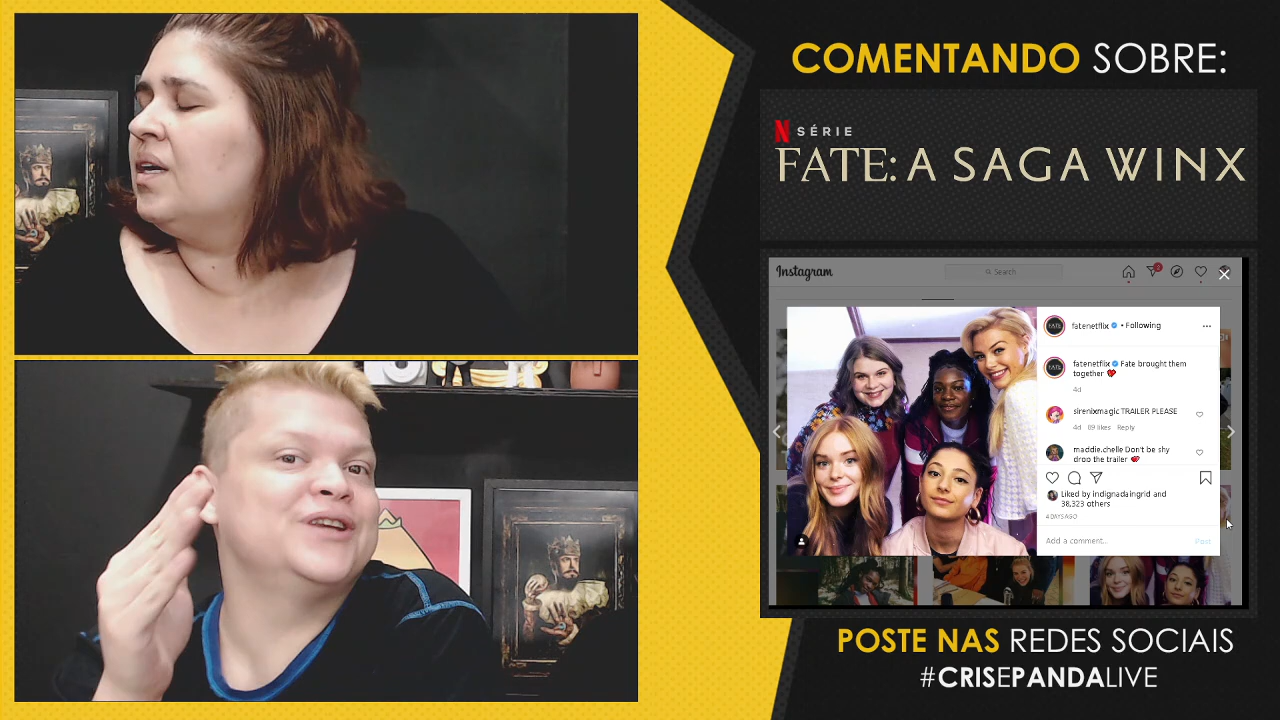 COMENTANDO SOBRE:
N SÉRIE
FATE: A SAGA WINX
Instagram
Search
fatenetflix • Following
fatenetflix Fate brought them
together
4d
sirenixmagic TRAILER PLEASE
4d 89 likes Reply
maddie.chelle Don't be shy
drop the trailer
Liked by indignadaingrid and
38,323 others
4 DAYS AGO
Add a comment...
Post
POSTE NAS REDES SOCIAIS
#CRISEPANDALIVE